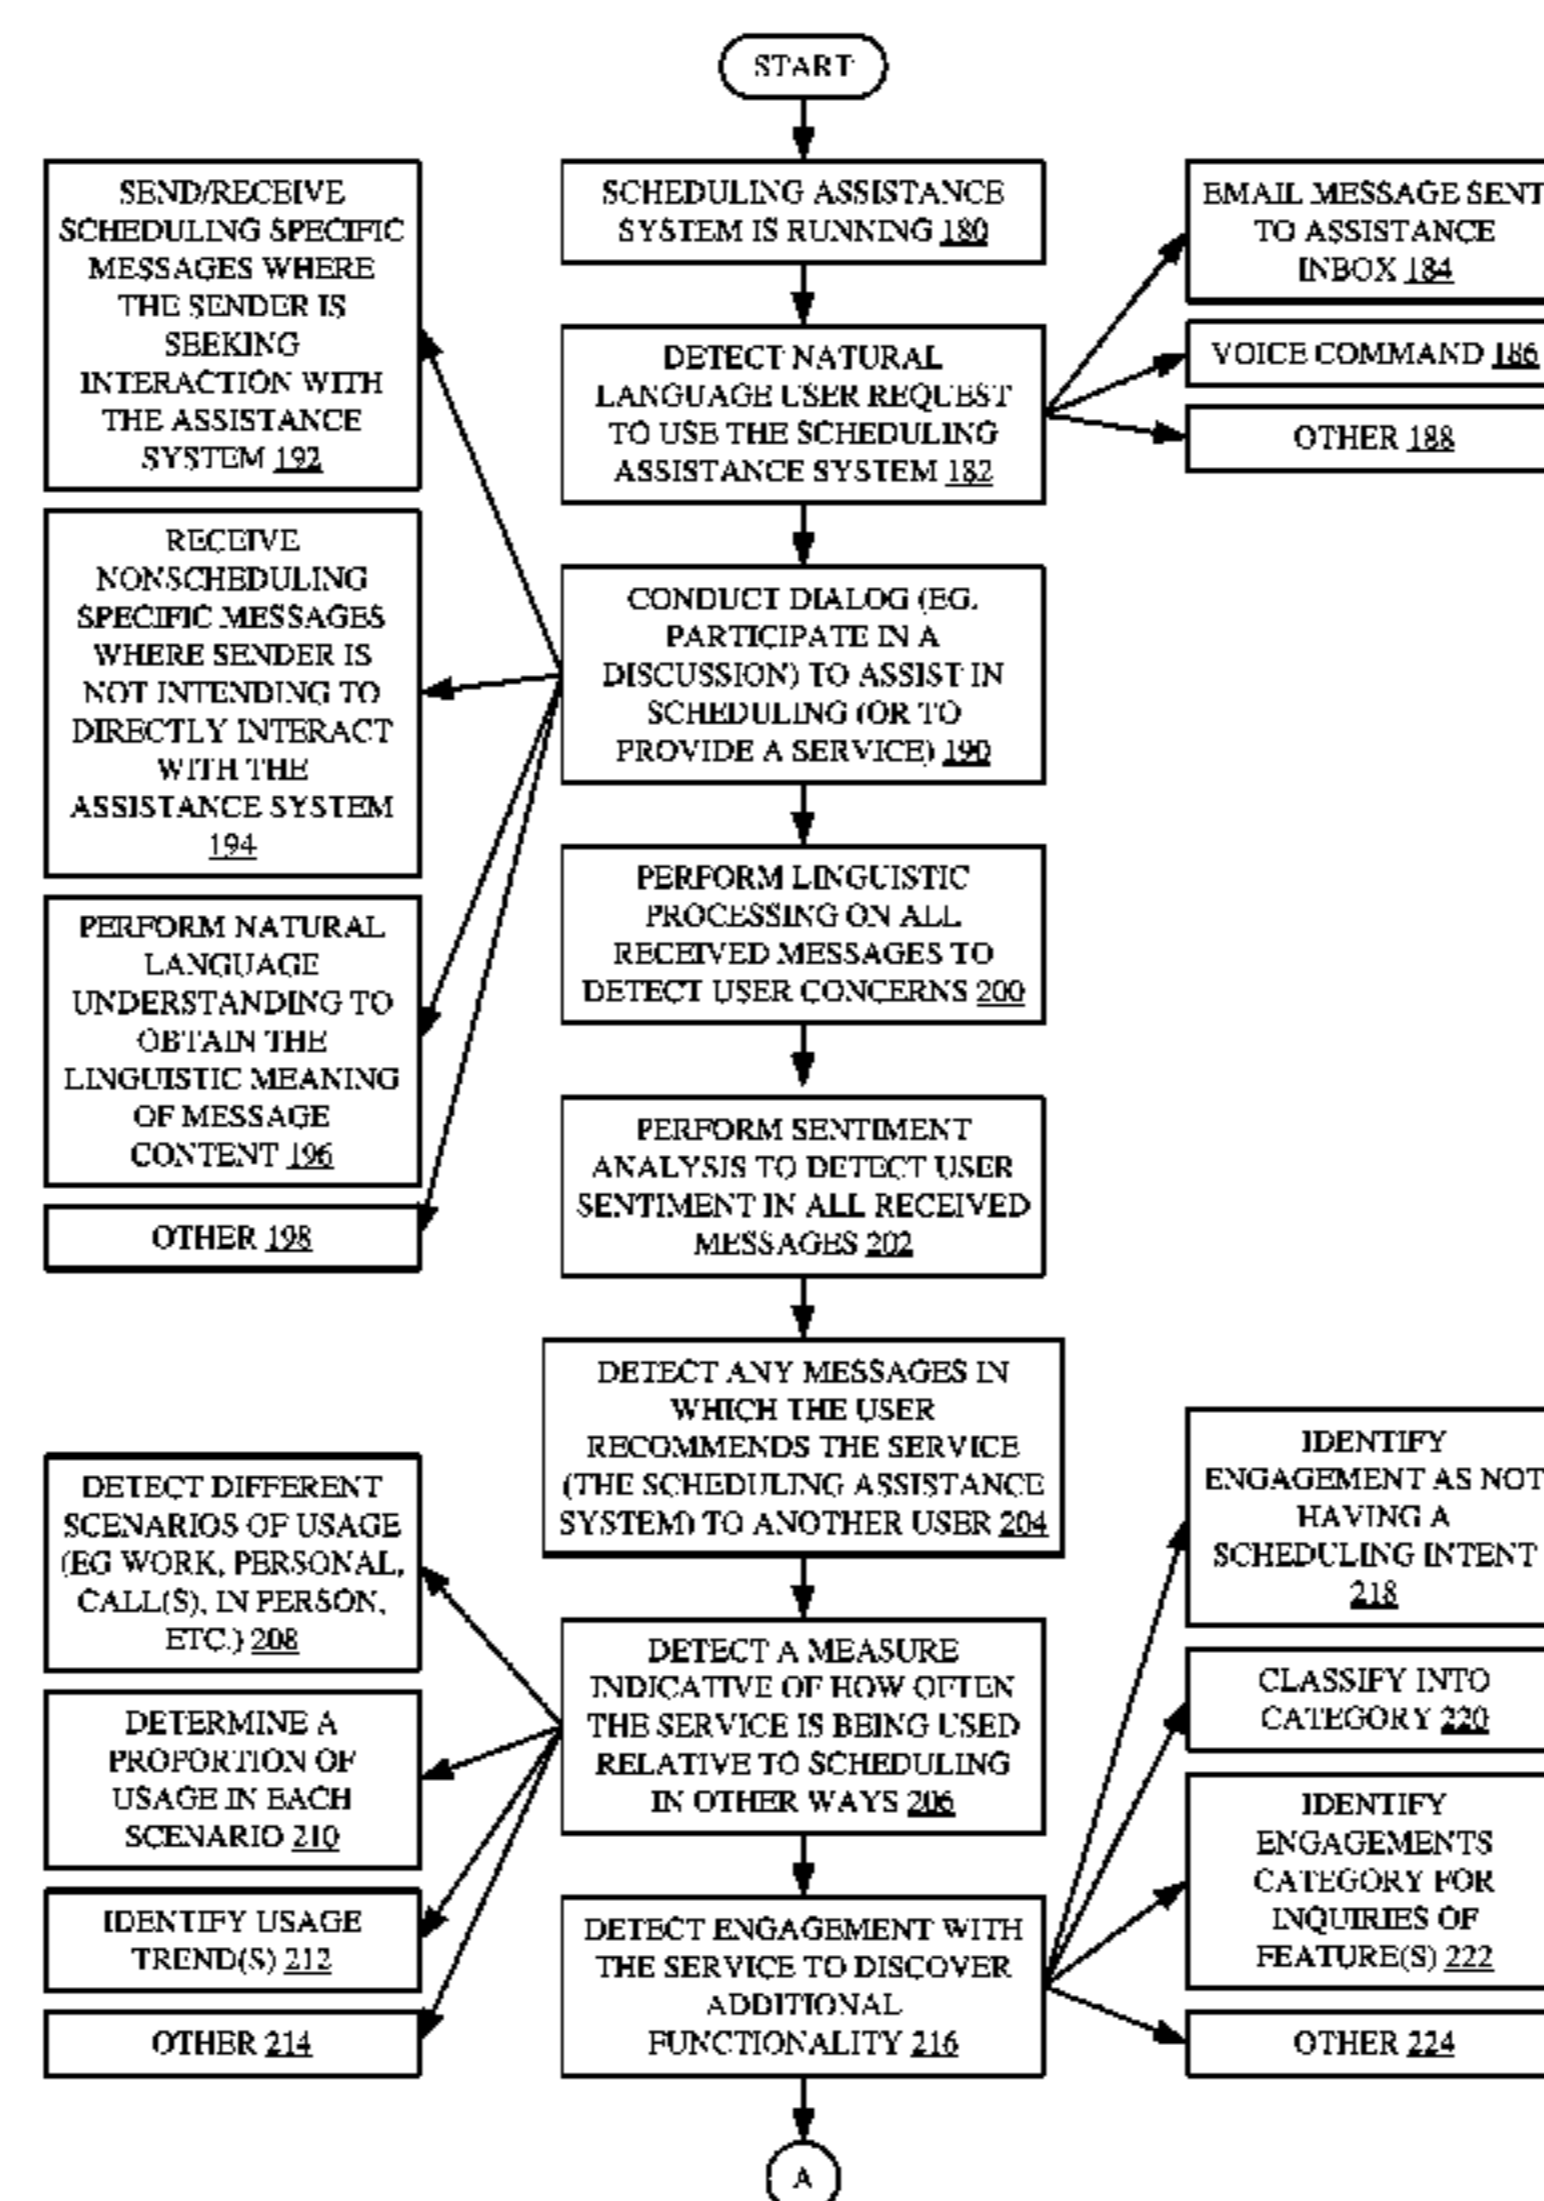 START
SCHEDULING ASSISTANCE
SYSTEM IS RUNNING 180
DETECT NATURAL
LANGUAGE USER REQUEST
TO USE THE SCHEDULING
ASSISTANCE SYSTEM 182
EMAIL MESSAGE SENT
TO ASSISTANCE
INBOX 184
VOICE COMMAND 186
OTHER 188
CONDUCT DIALOG (EG.
PARTICIPATE IN A
DISCUSSION) TO ASSIST IN
SCHEDULING (OR TO
PROVIDE A SERVICE) 190
SEND/RECEIVE
SCHEDULING SPECIFIC
MESSAGES WHERE
THE SENDER IS
SEEKING
INTERACTION WITH
THE ASSISTANCE
SYSTEM 192
RECEIVE
NONSCHEDULING
SPECIFIC MESSAGES
WHERE SENDER IS
NOT INTENDING TO
DIRECTLY INTERACT
WITH THE
ASSISTANCE SYSTEM
194
PERFORM NATURAL
LANGUAGE
UNDERSTANDING TO
OBTAIN THE
LINGUISTIC MEANING
OF MESSAGE
CONTENT 196
OTHER 198
PERFORM LINGUISTIC
PROCESSING ON ALL
RECEIVED MESSAGES TO
DETECT USER CONCERNS 200
PERFORM SENTIMENT
ANALYSIS TO DETECT USER
SENTIMENT IN ALL RECEIVED
MESSAGES 202
DETECT ANY MESSAGES IN
WHICH THE USER
RECOMMENDS THE SERVICE
(THE SCHEDULING ASSISTANCE
SYSTEM) TO ANOTHER USER 204
DETECT A MEASURE
INDICATIVE OF HOW OFTEN
THE SERVICE IS BEING USED
RELATIVE TO SCHEDULING
IN OTHER WAYS 206
DETECT DIFFERENT
SCENARIOS OF USAGE
(EG WORK, PERSONAL,
CALL(S), IN PERSON,
ETC.) 208
DETERMINE A
PROPORTION OF
USAGE IN EACH
SCENARIO 210
IDENTIFY USAGE
TREND(S) 212
OTHER 214
DETECT ENGAGEMENT WITH
THE SERVICE TO DISCOVER
ADDITIONAL
FUNCTIONALITY 216
IDENTIFY
ENGAGEMENT AS NOT
HAVING A
SCHEDULING INTENT
218
CLASSIFY INTO
CATEGORY 220
IDENTIFY
ENGAGEMENTS
CATEGORY FOR
INQUIRIES OF
FEATURE(S) 222
OTHER 224
A